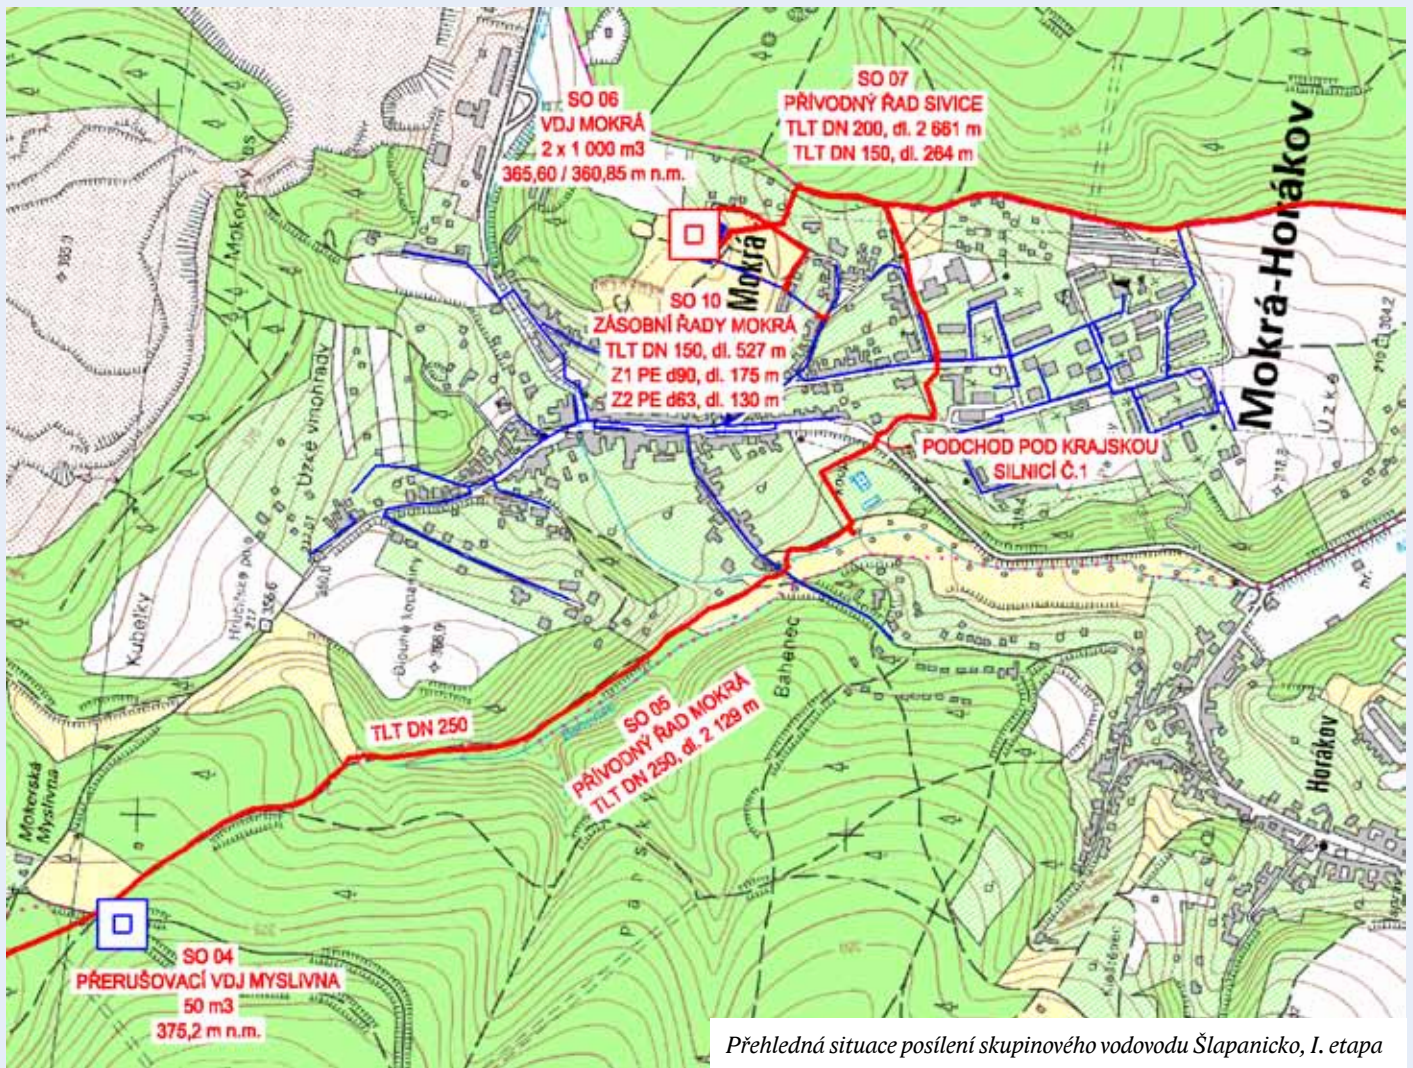 SO 06
VDJ MOKRÁ
2 x 1 000 m3
365,60 / 360,85 m n.m.
SO 07
PŘÍVODNÝ ŘAD SIVICE
TLT DN 200, dl. 2 661 m
TLT DN 150, dl. 264 m
Mokrá
Mokrá-Horákov
SO 10
ZÁSOBNÍ ŘADY MOKRÁ
TLT DN 150, dl. 527 m
Z1 PE d90, dl. 175 m
Z2 PE d63, dl. 130 m
Úzké vinohrady
PODCHOD POD KRAJSKOU
SILNICÍ Č.1
Kubelky
Dlouhé kopaniny
356,6
Bahenec
TLT DN 250
SO 05
PŘÍVODNÝ ŘAD MOKRÁ
TLT DN 250, dl. 2 129 m
Horákov
Mokerská
Myslivna
SO 04
PŘERUŠOVACÍ VDJ MYSLIVNA
50 m3
375,2 m n.m.
Přehledná situace posílení skupinového vodovodu Šlapanicko, I. etapa